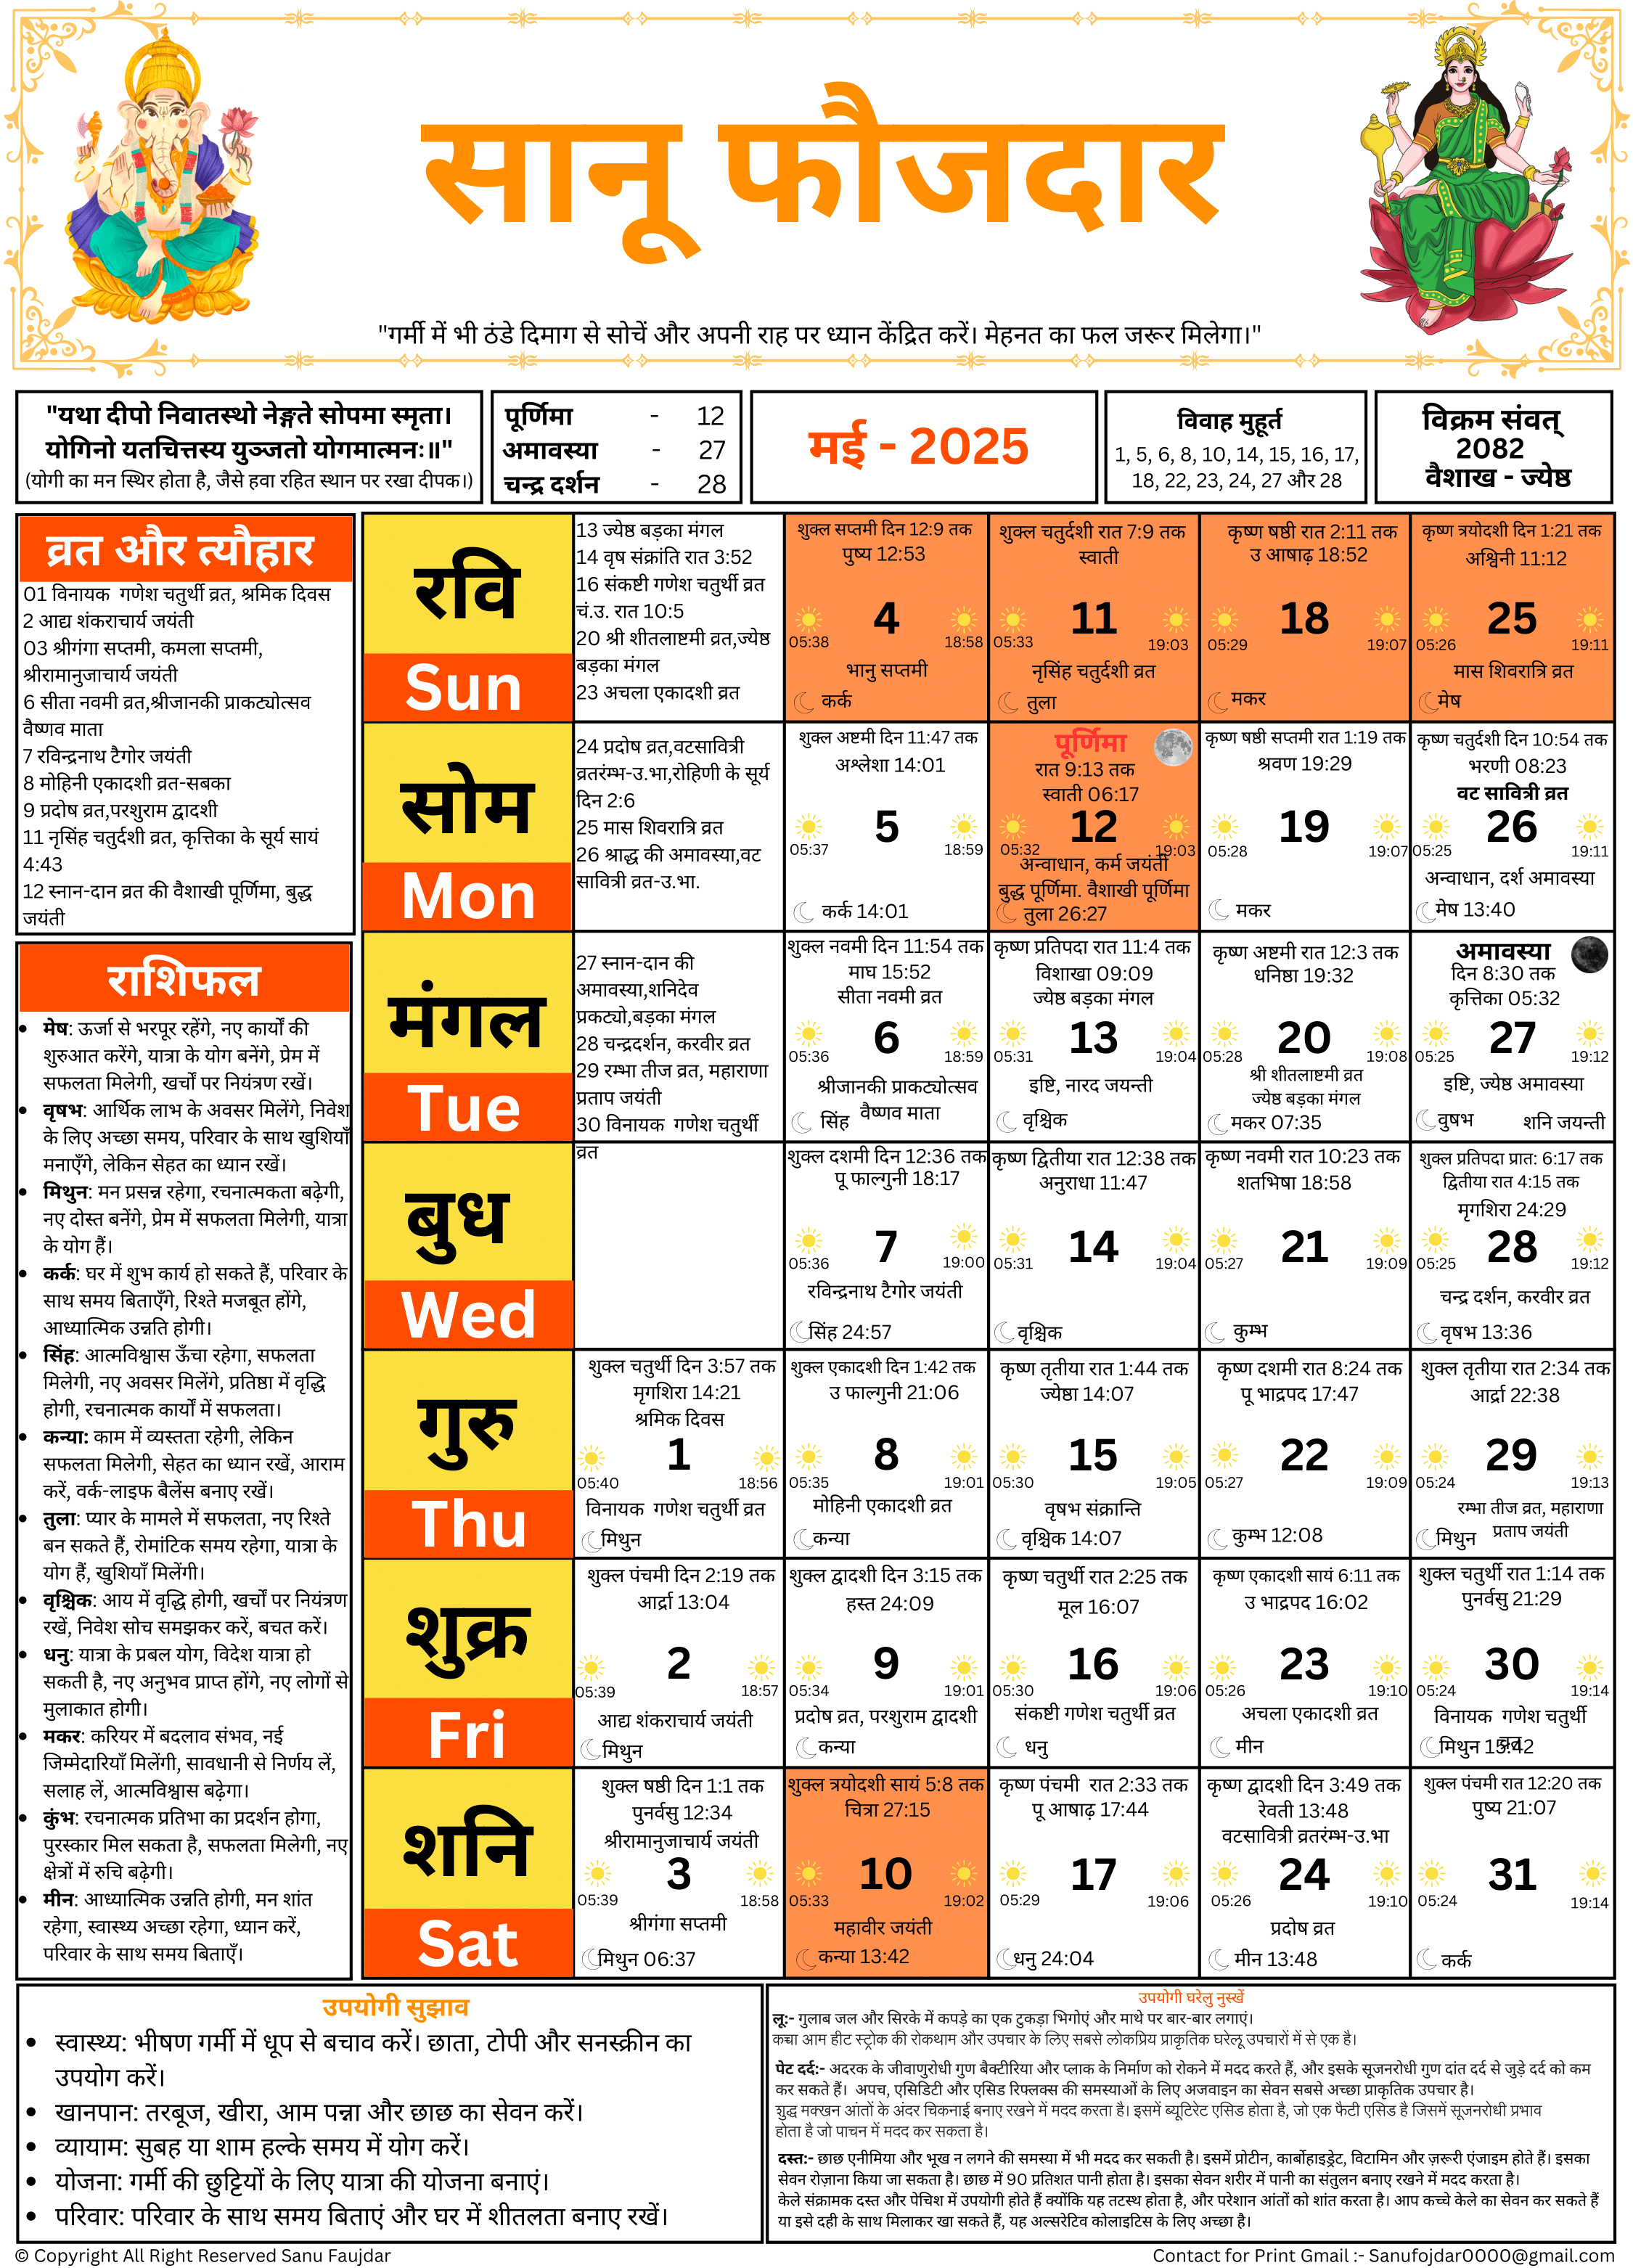 सानू फौजदार
"गर्मी में भी ठंडे दिमाग से सोचें और अपनी राह पर ध्यान केंद्रित करें। मेहनत का फल जरूर मिलेगा।"
"यथा दीपो निवातस्थो नेङ्गते सोपमा स्मृता।
योगिनो यतचित्तस्य युञ्जतो योगमात्मनः॥"
(योगी का मन स्थिर होता है, जैसे हवा रहित स्थान पर रखा दीपक।)
पूर्णिमा - 12
अमावस्या - 27
चन्द्र दर्शन - 28
मई - 2025
विवाह मुहूर्त
1, 5, 6, 8, 10, 14, 15, 16, 17,
18, 22, 23, 24, 27 और 28
विक्रम संवत्
2082
वैशाख - ज्येष्ठ
व्रत और त्यौहार
01 विनायक गणेश चतुर्थी व्रत, श्रमिक दिवस
2 आद्य शंकराचार्य जयंती
03 श्रीगंगा सप्तमी, कमला सप्तमी,
श्रीरामानुजाचार्य जयंती
6 सीता नवमी व्रत,श्रीजानकी प्राकट्योत्सव
वैष्णव माता
7 रविन्द्रनाथ टैगोर जयंती
8 मोहिनी एकादशी व्रत-सबका
9 प्रदोष व्रत,परशुराम द्वादशी
11 नृसिंह चतुर्दशी व्रत, कृत्तिका के सूर्य सायं
4:43
12 स्नान-दान व्रत की वैशाखी पूर्णिमा, बुद्ध
जयंती
राशिफल
• मेष: ऊर्जा से भरपूर रहेंगे, नए कार्यों की
शुरुआत करेंगे, यात्रा के योग बनेंगे, प्रेम में
सफलता मिलेगी, खर्चों पर नियंत्रण रखें।
• वृषभ: आर्थिक लाभ के अवसर मिलेंगे, निवेश
के लिए अच्छा समय, परिवार के साथ खुशियाँ
मनाएँगे, लेकिन सेहत का ध्यान रखें।
• मिथुन: मन प्रसन्न रहेगा, रचनात्मकता बढ़ेगी,
नए दोस्त बनेंगे, प्रेम में सफलता मिलेगी, यात्रा
के योग हैं।
• कर्क: घर में शुभ कार्य हो सकते हैं, परिवार के
साथ समय बिताएँगे, रिश्ते मजबूत होंगे,
आध्यात्मिक उन्नति होगी।
• सिंह: आत्मविश्वास ऊँचा रहेगा, सफलता
मिलेगी, नए अवसर मिलेंगे, प्रतिष्ठा में वृद्धि
होगी, रचनात्मक कार्यों में सफलता।
• कन्या: काम में व्यस्तता रहेगी, लेकिन
सफलता मिलेगी, सेहत का ध्यान रखें, आराम
करें, वर्क-लाइफ बैलेंस बनाए रखें।
• तुला: प्यार के मामले में सफलता, नए रिश्ते
बन सकते हैं, रोमांटिक समय रहेगा, यात्रा के
योग हैं, खुशियाँ मिलेंगी।
• वृश्चिक: आय में वृद्धि होगी, खर्चों पर नियंत्रण
रखें, निवेश सोच समझकर करें, बचत करें।
• धनु: यात्रा के प्रबल योग, विदेश यात्रा हो
सकती है, नए अनुभव प्राप्त होंगे, नए लोगों से
मुलाकात होगी।
• मकर: करियर में बदलाव संभव, नई
जिम्मेदारियाँ मिलेंगी, सावधानी से निर्णय लें,
सलाह लें, आत्मविश्वास बढ़ेगा।
• कुंभ: रचनात्मक प्रतिभा का प्रदर्शन होगा,
पुरस्कार मिल सकता है, सफलता मिलेगी, नए
क्षेत्रों में रुचि बढ़ेगी।
• मीन: आध्यात्मिक उन्नति होगी, मन शांत
रहेगा, स्वास्थ्य अच्छा रहेगा, ध्यान करें,
परिवार के साथ समय बिताएँ।
रवि
Sun
13 ज्येष्ठ बड़का मंगल
14 वृष संक्रांति रात 3:52
16 संकष्टी गणेश चतुर्थी व्रत
चं.उ. रात 10:5
20 श्री शीतलाष्टमी व्रत,ज्येष्ठ
बड़का मंगल
23 अचला एकादशी व्रत
शुक्ल सप्तमी दिन 12:9 तक
पुष्य 12:53
4
05:38 18:58
भानु सप्तमी
कर्क
शुक्ल चतुर्दशी रात 7:9 तक
स्वाती
11
05:33 19:03
नृसिंह चतुर्दशी व्रत
तुला
कृष्ण षष्ठी रात 2:11 तक
उ आषाढ़ 18:52
18
05:29 19:07
मकर
कृष्ण त्रयोदशी दिन 1:21 तक
अश्विनी 11:12
25
05:26 19:11
मास शिवरात्रि व्रत
मेष
सोम
Mon
24 प्रदोष व्रत,वटसावित्री
व्रतरंम्भ-उ.भा,रोहिणी के सूर्य
दिन 2:6
25 मास शिवरात्रि व्रत
26 श्राद्ध की अमावस्या,वट
सावित्री व्रत-उ.भा.
शुक्ल अष्टमी दिन 11:47 तक
अश्लेशा 14:01
5
05:37 18:59
कर्क 14:01
पूर्णिमा
रात 9:13 तक
स्वाती 06:17
12
05:32 19:03
अन्वाधान, कर्म जयंती
बुद्ध पूर्णिमा. वैशाखी पूर्णिमा
तुला 26:27
कृष्ण षष्ठी सप्तमी रात 1:19 तक
श्रवण 19:29
19
05:28 19:07
मकर
कृष्ण चतुर्दशी दिन 10:54 तक
भरणी 08:23
वट सावित्री व्रत
26
05:25 19:11
अन्वाधान, दर्श अमावस्या
मेष 13:40
मंगल
Tue
27 स्नान-दान की
अमावस्या,शनिदेव
प्रकट्यो,बड़का मंगल
28 चन्द्रदर्शन, करवीर व्रत
29 रम्भा तीज व्रत, महाराणा
प्रताप जयंती
30 विनायक गणेश चतुर्थी
व्रत
शुक्ल नवमी दिन 11:54 तक
माघ 15:52
सीता नवमी व्रत
6
05:36 18:59
श्रीजानकी प्राकट्योत्सव
वैष्णव माता
सिंह
कृष्ण प्रतिपदा रात 11:4 तक
विशाखा 09:09
ज्येष्ठ बड़का मंगल
13
05:31 19:04
इष्टि, नारद जयन्ती
वृश्चिक
कृष्ण अष्टमी रात 12:3 तक
धनिष्ठा 19:32
20
05:28 19:08
श्री शीतलाष्टमी व्रत
ज्येष्ठ बड़का मंगल
मकर 07:35
अमावस्या
दिन 8:30 तक
कृत्तिका 05:32
27
05:25 19:12
इष्टि, ज्येष्ठ अमावस्या
वुषभ शनि जयन्ती
बुध
Wed
शुक्ल दशमी दिन 12:36 तक
पू फाल्गुनी 18:17
7
05:36 19:00
रविन्द्रनाथ टैगोर जयंती
सिंह 24:57
कृष्ण द्वितीया रात 12:38 तक
अनुराधा 11:47
14
05:31 19:04
वृश्चिक
कृष्ण नवमी रात 10:23 तक
शतभिषा 18:58
21
05:27 19:09
कुम्भ
शुक्ल प्रतिपदा प्रात: 6:17 तक
द्वितीया रात 4:15 तक
मृगशिरा 24:29
28
05:25 19:12
चन्द्र दर्शन, करवीर व्रत
वृषभ 13:36
गुरु
Thu
शुक्ल चतुर्थी दिन 3:57 तक
मृगशिरा 14:21
श्रमिक दिवस
1
05:40 18:56
विनायक गणेश चतुर्थी व्रत
मिथुन
शुक्ल एकादशी दिन 1:42 तक
उ फाल्गुनी 21:06
8
05:35 19:01
मोहिनी एकादशी व्रत
कन्या
कृष्ण तृतीया रात 1:44 तक
ज्येष्ठा 14:07
15
05:30 19:05
वृषभ संक्रान्ति
वृश्चिक 14:07
कृष्ण दशमी रात 8:24 तक
पू भाद्रपद 17:47
22
05:27 19:09
कुम्भ 12:08
शुक्ल तृतीया रात 2:34 तक
आर्द्रा 22:38
29
05:24 19:13
रम्भा तीज व्रत, महाराणा
प्रताप जयंती
मिथुन
शुक्र
Fri
शुक्ल पंचमी दिन 2:19 तक
आर्द्रा 13:04
2
05:39 18:57
आद्य शंकराचार्य जयंती
मिथुन
शुक्ल द्वादशी दिन 3:15 तक
हस्त 24:09
9
05:34 19:01
प्रदोष व्रत, परशुराम द्वादशी
कन्या
कृष्ण चतुर्थी रात 2:25 तक
मूल 16:07
16
05:30 19:06
संकष्टी गणेश चतुर्थी व्रत
धनु
कृष्ण एकादशी सायं 6:11 तक
उ भाद्रपद 16:02
23
05:26 19:10
अचला एकादशी व्रत
मीन
शुक्ल चतुर्थी रात 1:14 तक
पुनर्वसु 21:29
30
05:24 19:14
विनायक गणेश चतुर्थी
व्रत
मिथुन
शनि
Sat
शुक्ल षष्ठी दिन 1:1 तक
पुनर्वसु 12:34
श्रीरामानुजाचार्य जयंती
3
05:39 18:58
श्रीगंगा सप्तमी
मिथुन 06:37
शुक्ल त्रयोदशी सायं 5:8 तक
चित्रा 27:15
10
05:33 19:02
महावीर जयंती
कन्या 13:42
कृष्ण पंचमी रात 2:33 तक
पू आषाढ़ 17:44
17
05:29 19:06
धनु 24:04
कृष्ण द्वादशी दिन 3:49 तक
रेवती 13:48
वटसावित्री व्रतरंम्भ-उ.भा
24
05:26 19:10
प्रदोष व्रत
मीन 13:48
शुक्ल पंचमी रात 12:20 तक
पुष्य 21:07
31
05:24 19:14
कर्क
उपयोगी सुझाव
• स्वास्थ्य: भीषण गर्मी में धूप से बचाव करें। छाता, टोपी और सनस्क्रीन का
उपयोग करें।
• खानपान: तरबूज, खीरा, आम पन्ना और छाछ का सेवन करें।
• व्यायाम: सुबह या शाम हल्के समय में योग करें।
• योजना: गर्मी की छुट्टियों के लिए यात्रा की योजना बनाएं।
• परिवार: परिवार के साथ समय बिताएं और घर में शीतलता बनाए रखें।
उपयोगी घरेलु नुस्खें
लू:- गुलाब जल और सिरके में कपड़े का एक टुकड़ा भिगोएं और माथे पर बार-बार लगाएं।
कच्चा आम हीट स्ट्रोक की रोकथाम और उपचार के लिए सबसे लोकप्रिय प्राकृतिक घरेलू उपचारों में से एक है।
पेट दर्द:- अदरक के जीवाणुरोधी गुण बैक्टीरिया और प्लाक के निर्माण को रोकने में मदद करते हैं, और इसके सूजनरोधी गुण दांत दर्द से जुड़े दर्द को कम
कर सकते हैं। अपच, एसिडिटी और एसिड रिफ्लक्स की समस्याओं के लिए अजवाइन का सेवन सबसे अच्छा प्राकृतिक उपचार है।
शुद्ध मक्खन आंतों के अंदर चिकनाई बनाए रखने में मदद करता है। इसमें ब्यूटिरेट एसिड होता है, जो एक फैटी एसिड है जिसमें सूजनरोधी प्रभाव
होता है जो पाचन में मदद कर सकता है।
दस्त:- छाछ एनीमिया और भूख न लगने की समस्या में भी मदद कर सकती है। इसमें प्रोटीन, कार्बोहाइड्रेट, विटामिन और ज़रूरी एंजाइम होते हैं। इसका
सेवन रोज़ाना किया जा सकता है। छाछ में 90 प्रतिशत पानी होता है। इसका सेवन शरीर में पानी का संतुलन बनाए रखने में मदद करता है।
केले संक्रामक दस्त और पेचिश में उपयोगी होते हैं क्योंकि यह तटस्थ होता है, और परेशान आंतों को शांत करता है। आप कच्चे केले का सेवन कर सकते हैं
या इसे दही के साथ मिलाकर खा सकते हैं, यह अल्सरेटिव कोलाइटिस के लिए अच्छा है।
© Copyright All Right Reserved Sanu Faujdar
Contact for Print Gmail :- Sanufojdar0000@gmail.com